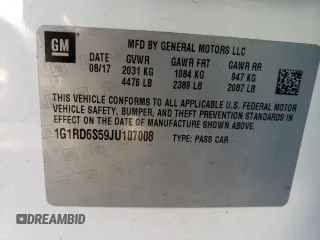 GM
MFD BY GENERAL MOTORS LLC
DATE GVWR GAWR FRT GAWR RR
08/17 2031 KG 1084 KG 947 KG
4476 LB 2389 LB 2087 LB
THIS VEHICLE CONFORMS TO ALL APPLICABLE U.S. FEDERAL MOTOR
VEHICLE SAFETY, BUMPER, AND THEFT PREVENTION STANDARDS
IN EFFECT ON THE DATE OF MANUFACTURE SHOWN ABOVE.
1G1RD6S59JU107008 TYPE: PASS CAR
DREAMBID